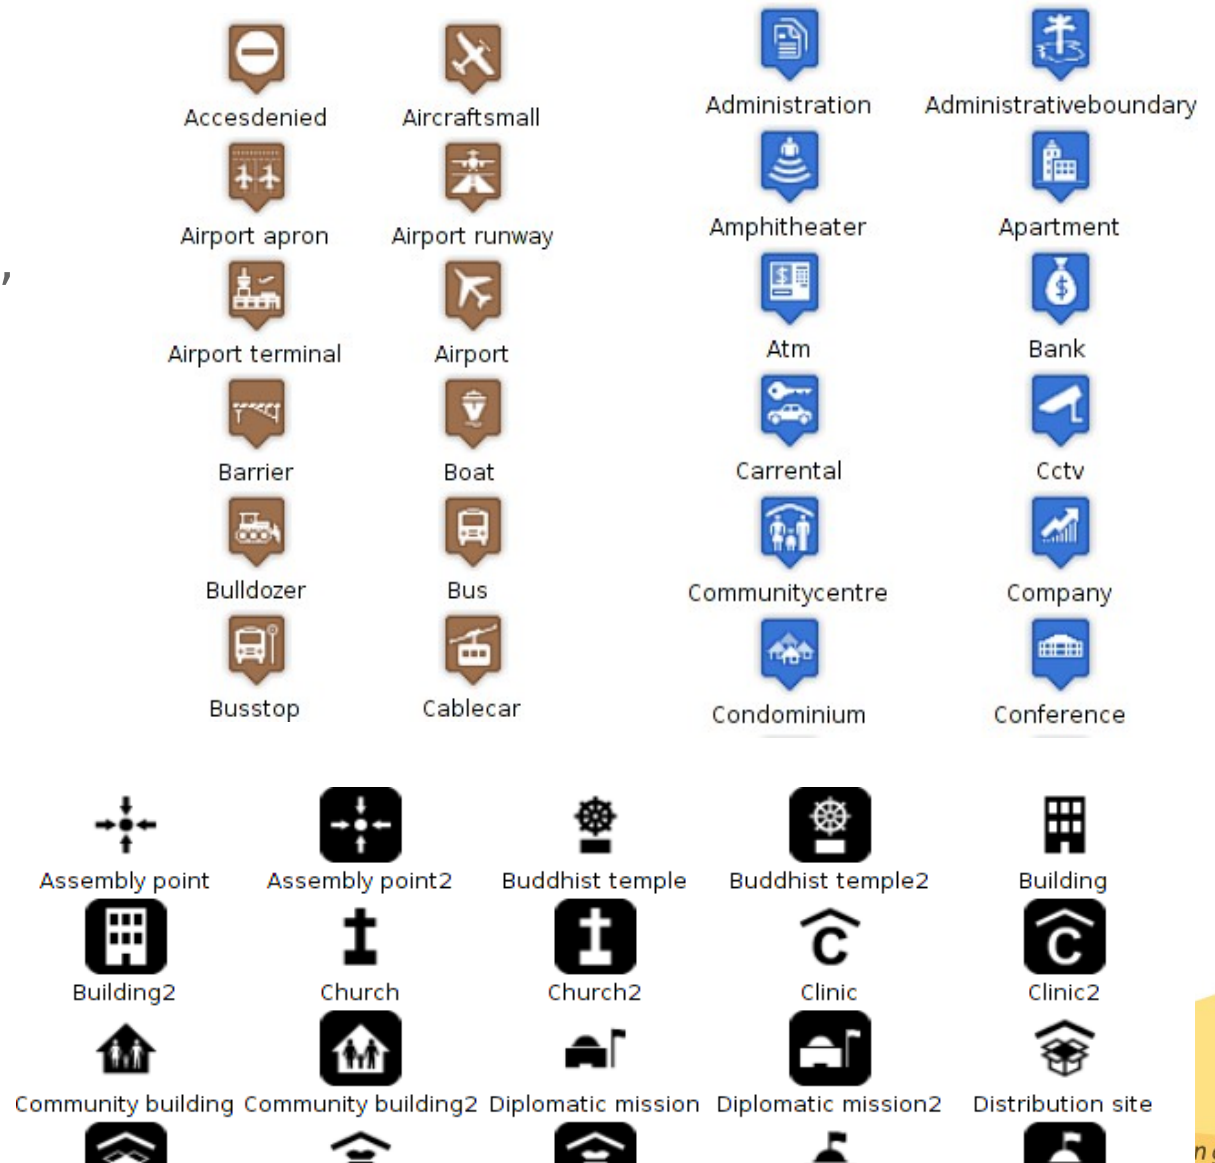 ,
Accesdenied Aircraftsmall
Airport apron Airport runway
Airport terminal Airport
Barrier Boat
Bulldozer Bus
Busstop Cablecar
Administration Administrativeboundary
Amphitheater Apartment
Atm Bank
Carrental Cctv
Communitycentre Company
Condominium Conference
Assembly point Assembly point2 Buddhist temple Buddhist temple2 Building
Building2 Church Church2 Clinic Clinic2
Community building Community building2 Diplomatic mission Diplomatic mission2 Distribution site